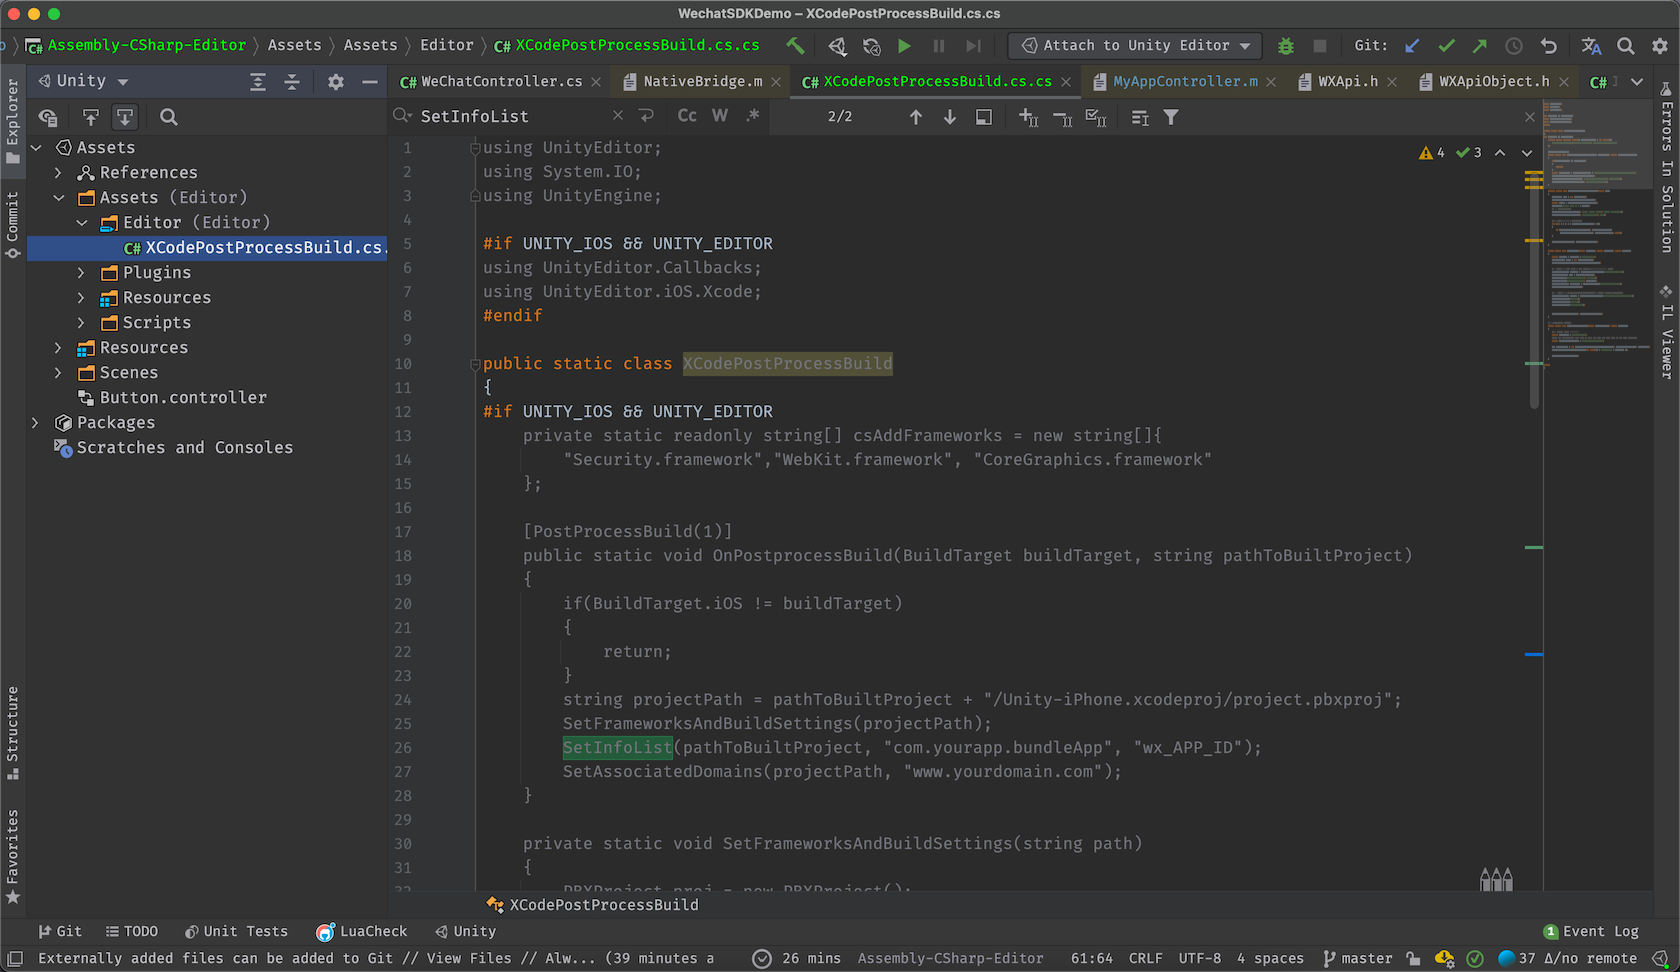 WechatSDKDemo – XCodePostProcessBuild.cs.cs
Assembly-CSharp-Editor
Assets
Assets
Editor
C# XCodePostProcessBuild.cs.cs
Attach to Unity Editor
Git:
Explorer
Commit
Structure
Favorites
Unity
C# WeChatController.cs
NativeBridge.m
C# XCodePostProcessBuild.cs.cs
MyAppController.m
WXApi.h
WXApiObject.h
C#
SetInfoList
Cc
W
.*
2/2
4
3
Assets
References
Assets (Editor)
Editor (Editor)
C# XCodePostProcessBuild.cs.
Plugins
Resources
Scripts
Resources
Scenes
Button.controller
Packages
Scratches and Consoles
1 using UnityEditor;
2 using System.IO;
3 using UnityEngine;
4
5 #if UNITY_IOS && UNITY_EDITOR
6 using UnityEditor.Callbacks;
7 using UnityEditor.iOS.Xcode;
8 #endif
9
10 public static class XCodePostProcessBuild
11 {
12 #if UNITY_IOS && UNITY_EDITOR
13 private static readonly string[] csAddFrameworks = new string[]{
14 "Security.framework","WebKit.framework", "CoreGraphics.framework"
15 };
16
17 [PostProcessBuild(1)]
18 public static void OnPostprocessBuild(BuildTarget buildTarget, string pathToBuiltProject)
19 {
20 if(BuildTarget.iOS != buildTarget)
21 {
22 return;
23 }
24 string projectPath = pathToBuiltProject + "/Unity-iPhone.xcodeproj/project.pbxproj";
25 SetFrameworksAndBuildSettings(projectPath);
26 SetInfoList(pathToBuiltProject, "com.yourapp.bundleApp", "wx_APP_ID");
27 SetAssociatedDomains(projectPath, "www.yourdomain.com");
28 }
29
30 private static void SetFrameworksAndBuildSettings(string path)
31 {
32 PBXProject proj = new PBXProject();
XCodePostProcessBuild
Errors In Solution
IL Viewer
Git
TODO
Unit Tests
LuaCheck
Unity
1 Event Log
Externally added files can be added to Git // View Files // Alw... (39 minutes a
26 mins
Assembly-CSharp-Editor
61:64
CRLF
UTF-8
4 spaces
master
37 Δ/no remote